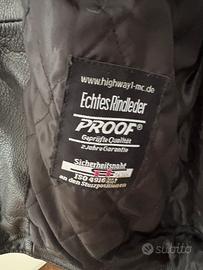 www.highway1-mc.de
Echtes Rindleder
PROOF®
Geprüfte Qualität
2 Jahre Garantie
Sicherheitsnaht
ISO 4916
an den Sturzpositionen
subito